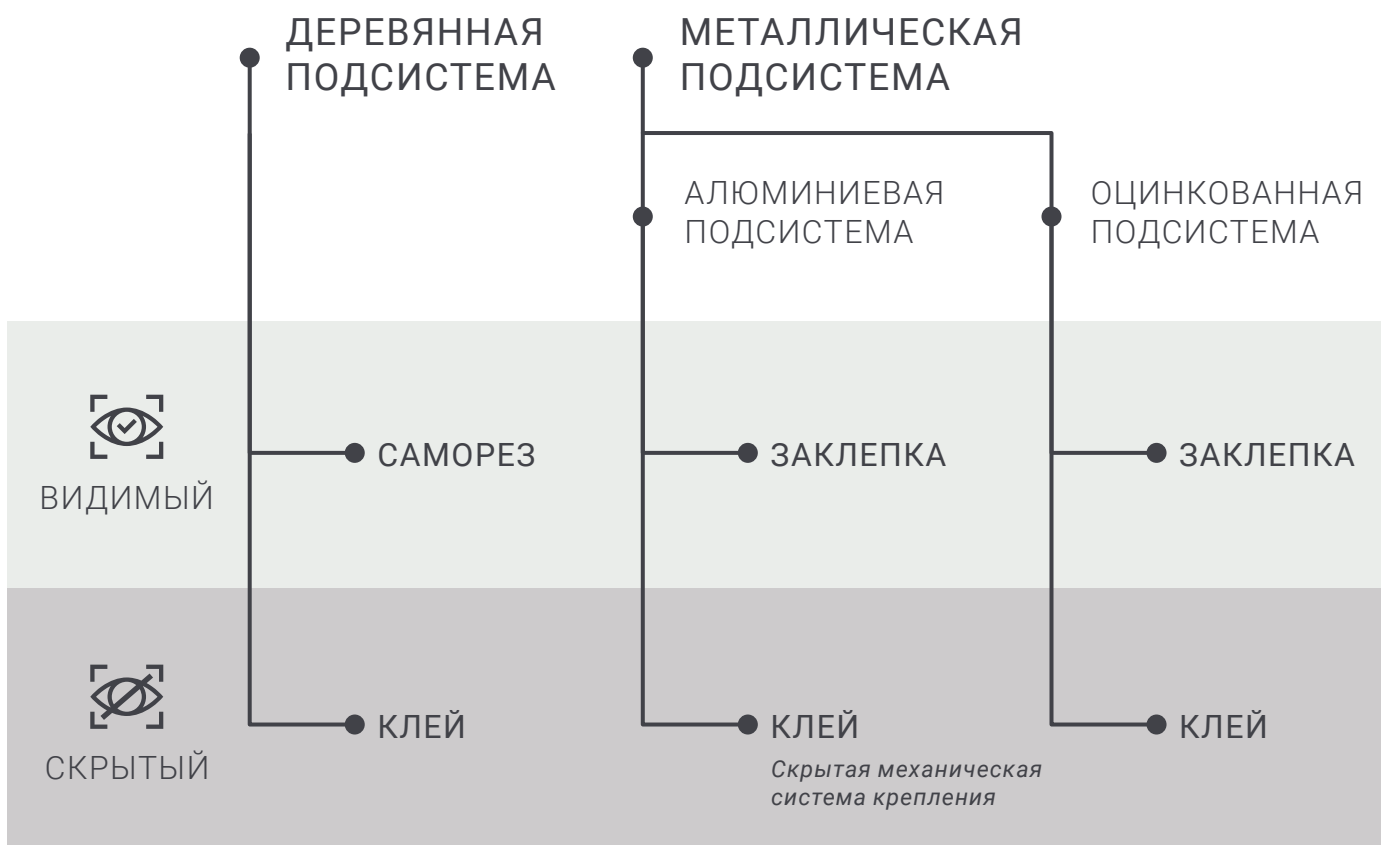 ДЕРЕВЯННАЯ
ПОДСИСТЕМА
МЕТАЛЛИЧЕСКАЯ
ПОДСИСТЕМА
АЛЮМИНИЕВАЯ
ПОДСИСТЕМА
ОЦИНКОВАННАЯ
ПОДСИСТЕМА
ВИДИМЫЙ
САМОРЕЗ
ЗАКЛЕПКА
ЗАКЛЕПКА
СКРЫТЫЙ
КЛЕЙ
КЛЕЙ
Скрытая механическая
система крепления
КЛЕЙ